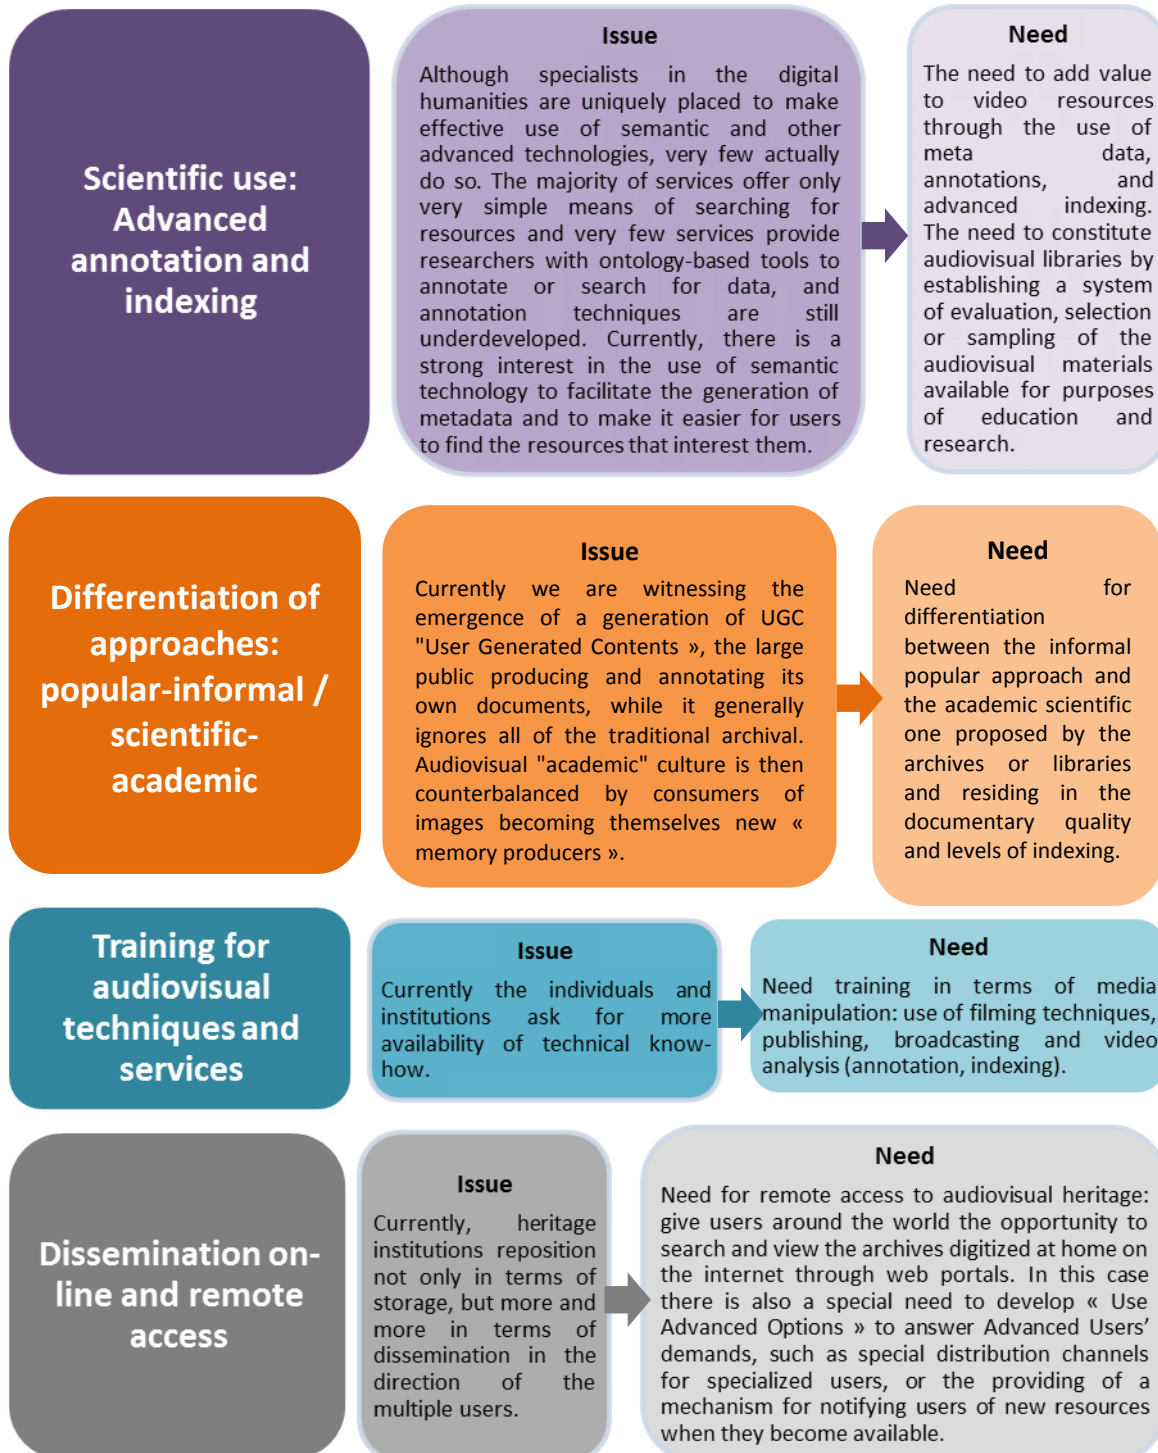 Scientific use:
Advanced
annotation and
indexing
Issue
Although specialists in the digital
humanities are uniquely placed to make
effective use of semantic and other
advanced technologies, very few actually
do so. The majority of services offer only
very simple means of searching for
resources and very few services provide
researchers with ontology-based tools to
annotate or search for data, and
annotation techniques are still
underdeveloped. Currently, there is a
strong interest in the use of semantic
technology to facilitate the generation of
metadata and to make it easier for users
to find the resources that interest them.
Need
The need to add value
to video resources
through the use of
meta data,
annotations, and
advanced indexing.
The need to constitute
audiovisual libraries by
establishing a system
of evaluation, selection
or sampling of the
audiovisual materials
available for purposes
of education and
research.
Differentiation of
approaches:
popular-informal /
scientific-
academic
Issue
Currently we are witnessing the
emergence of a generation of UGC
"User Generated Contents », the large
public producing and annotating its
own documents, while it generally
ignores all of the traditional archival.
Audiovisual "academic" culture is then
counterbalanced by consumers of
images becoming themselves new «
memory producers ».
Need
Need for
differentiation
between the informal
popular approach and
the academic scientific
one proposed by the
archives or libraries
and residing in the
documentary quality
and levels of indexing.
Training for
audiovisual
techniques and
services
Issue
Currently the individuals and
institutions ask for more
availability of technical know-
how.
Need
Need training in terms of media
manipulation: use of filming techniques,
publishing, broadcasting and video
analysis (annotation, indexing).
Dissemination on-
line and remote
access
Issue
Currently, heritage
institutions reposition
not only in terms of
storage, but more and
more in terms of
dissemination in the
direction of the
multiple users.
Need
Need for remote access to audiovisual heritage:
give users around the world the opportunity to
search and view the archives digitized at home on
the internet through web portals. In this case
there is also a special need to develop « Use
Advanced Options » to answer Advanced Users’
demands, such as special distribution channels
for specialized users, or the providing of a
mechanism for notifying users of new resources
when they become available.